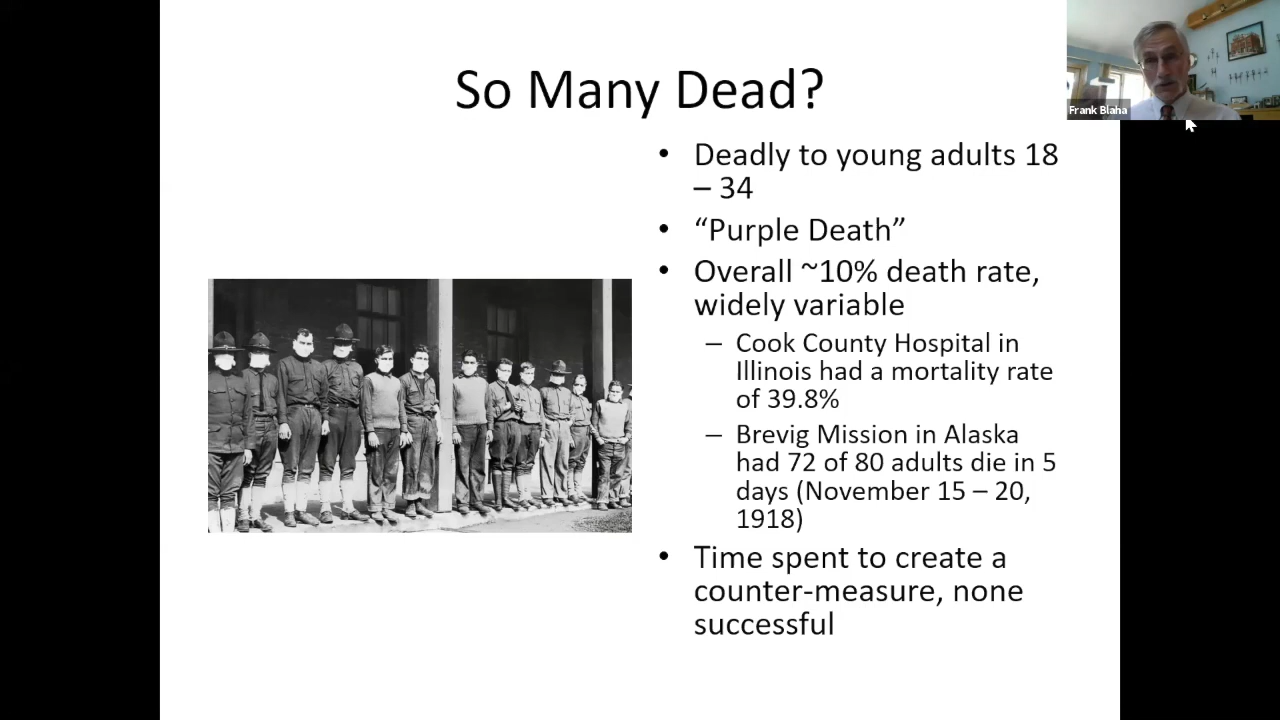 So Many Dead?
Frank Blaha
• Deadly to young adults 18
– 34
• “Purple Death”
• Overall ~10% death rate,
widely variable
– Cook County Hospital in
Illinois had a mortality rate
of 39.8%
– Brevig Mission in Alaska
had 72 of 80 adults die in 5
days (November 15 – 20,
1918)
• Time spent to create a
counter-measure, none
successful